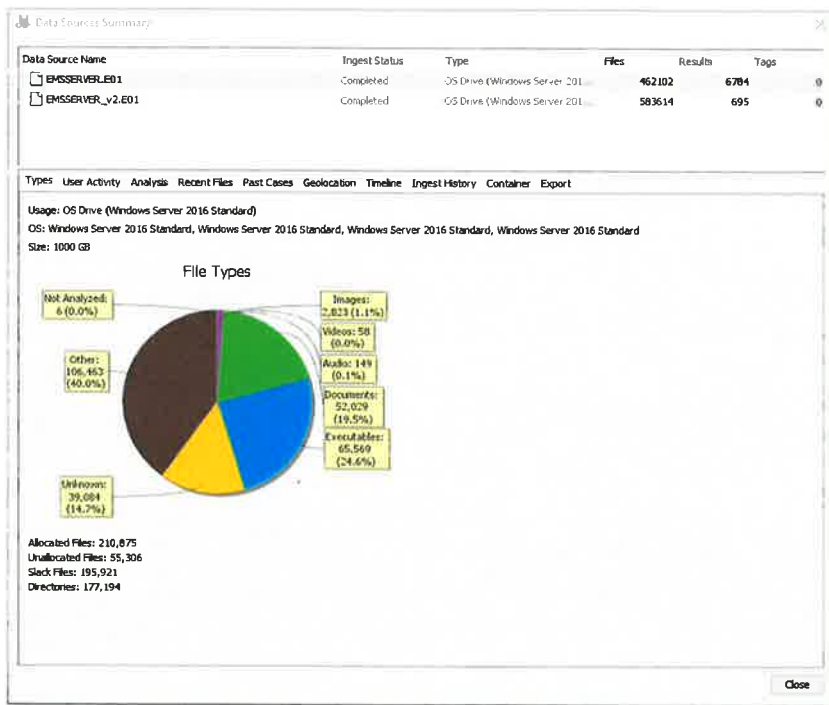 Data Sources Summary
Data Source Name Ingest Status Type Files Results Tags
EMSSERVER.E01 Completed OS Drive (Windows Server 201... 462102 6784 0
EMSSERVER_v2.E01 Completed OS Drive (Windows Server 201... 583614 695 0
Types User Activity Analysis Recent Files Past Cases Geolocation Timeline Ingest History Container Export
Usage: OS Drive (Windows Server 2016 Standard)
OS: Windows Server 2016 Standard, Windows Server 2016 Standard, Windows Server 2016 Standard, Windows Server 2016 Standard
Size: 1000 GB
File Types
Not Analyzed:
6 (0.0%)
Images:
2,823 (1.1%)
Videos: 58
(0.0%)
Other:
106,463
(40.0%)
Audio: 149
(0.1%)
Documents:
52,029
(19.5%)
Executables:
65,569
(24.6%)
Unknown:
39,084
(14.7%)
Allocated Files: 210,875
Unallocated Files: 55,306
Slack Files: 195,921
Directories: 177,194
Close